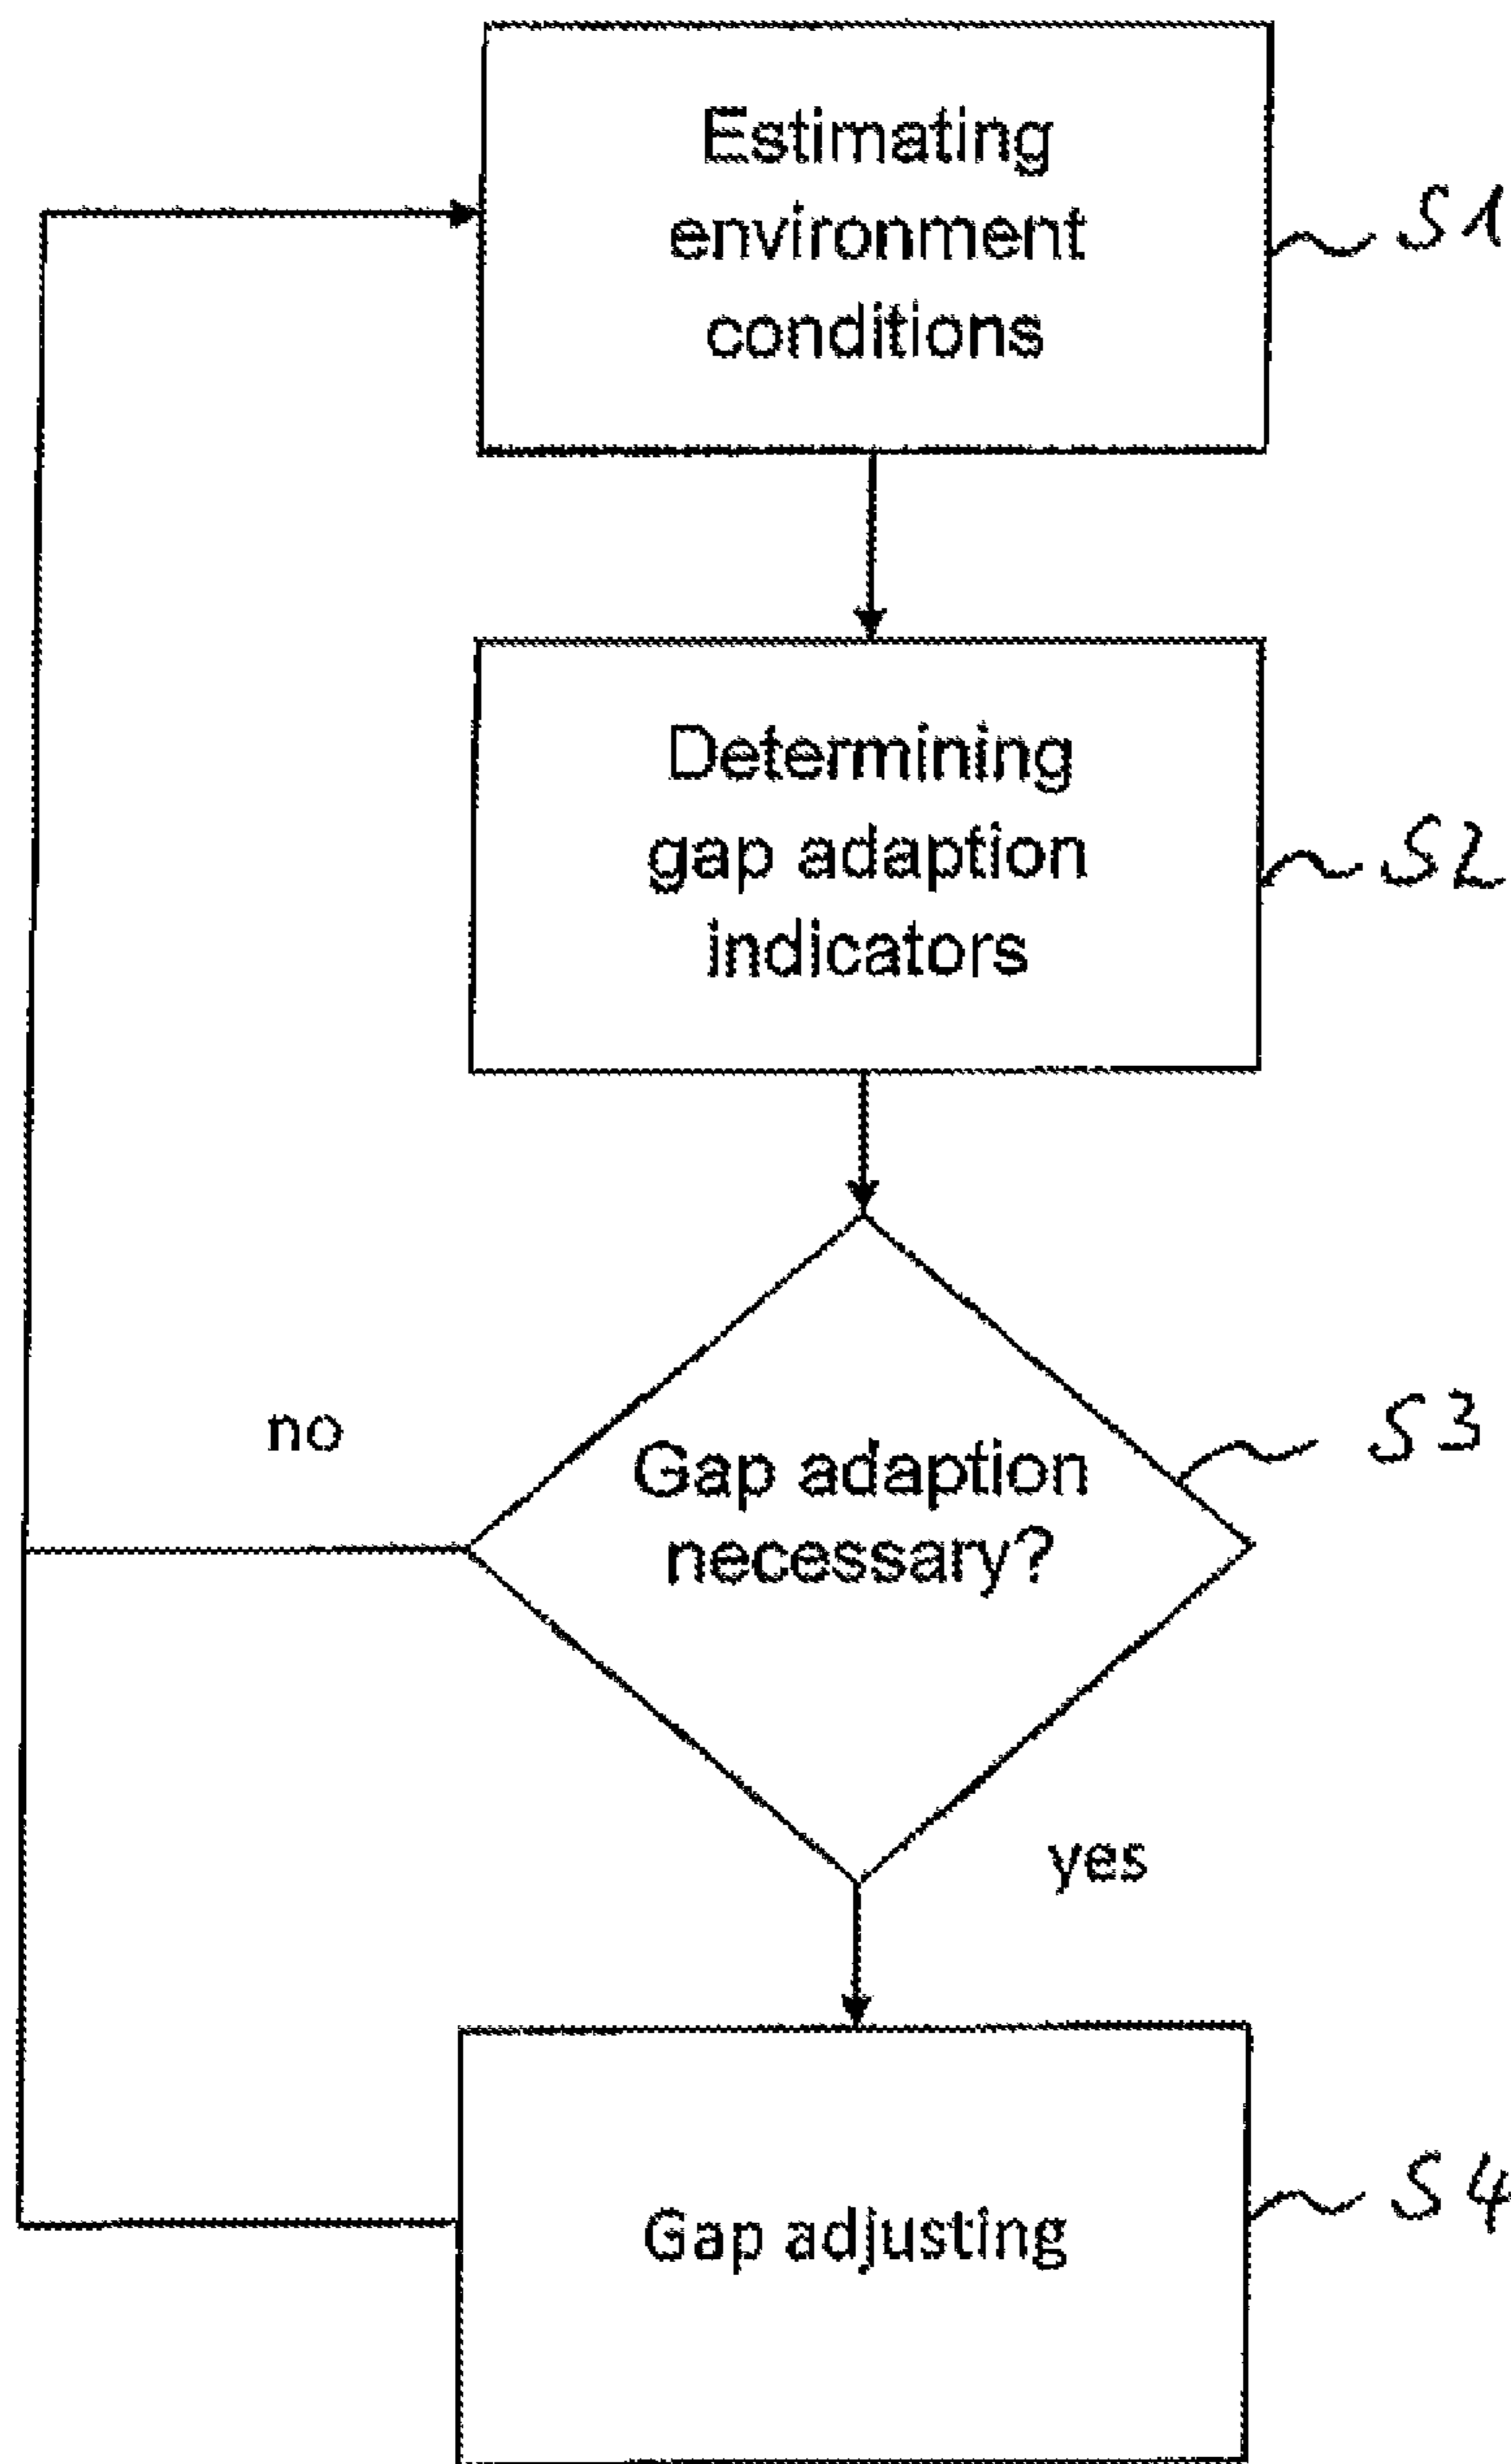 Estimating
environment
conditions
S1
Determining
gap adaption
indicators
S2
Gap adaption
necessary?
S3
no
yes
Gap adjusting
S4